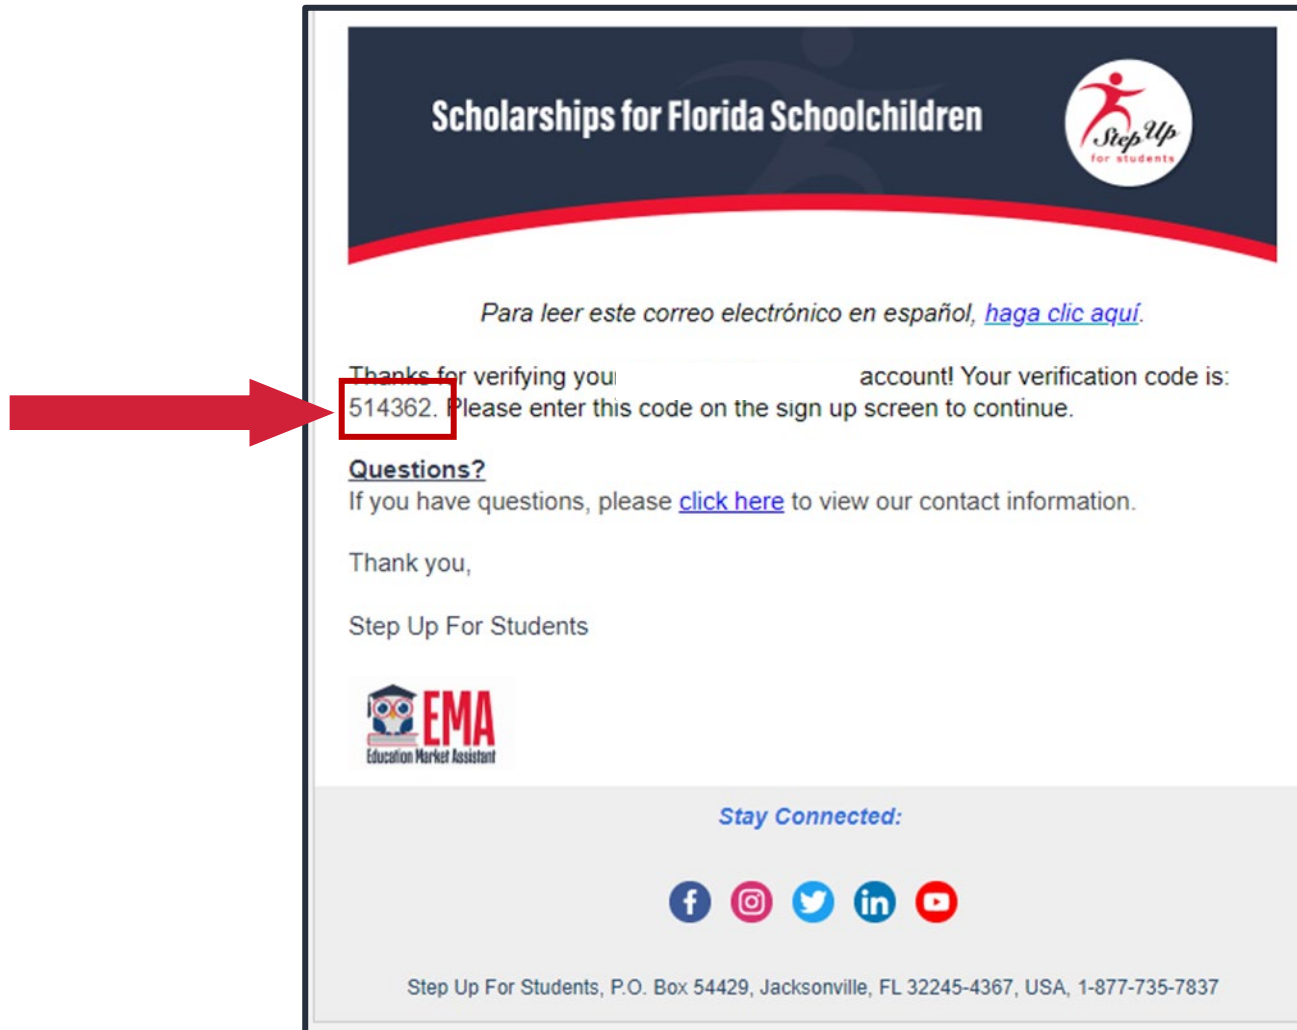 Scholarships for Florida Schoolchildren
Step Up
for students
Para leer este correo electrónico en español, haga clic aquí.
Thanks for verifying your account! Your verification code is:
514362. Please enter this code on the sign up screen to continue.
Questions?
If you have questions, please click here to view our contact information.
Thank you,
Step Up For Students
EMA
Education Market Assistant
Stay Connected:
Step Up For Students, P.O. Box 54429, Jacksonville, FL 32245-4367, USA, 1-877-735-7837